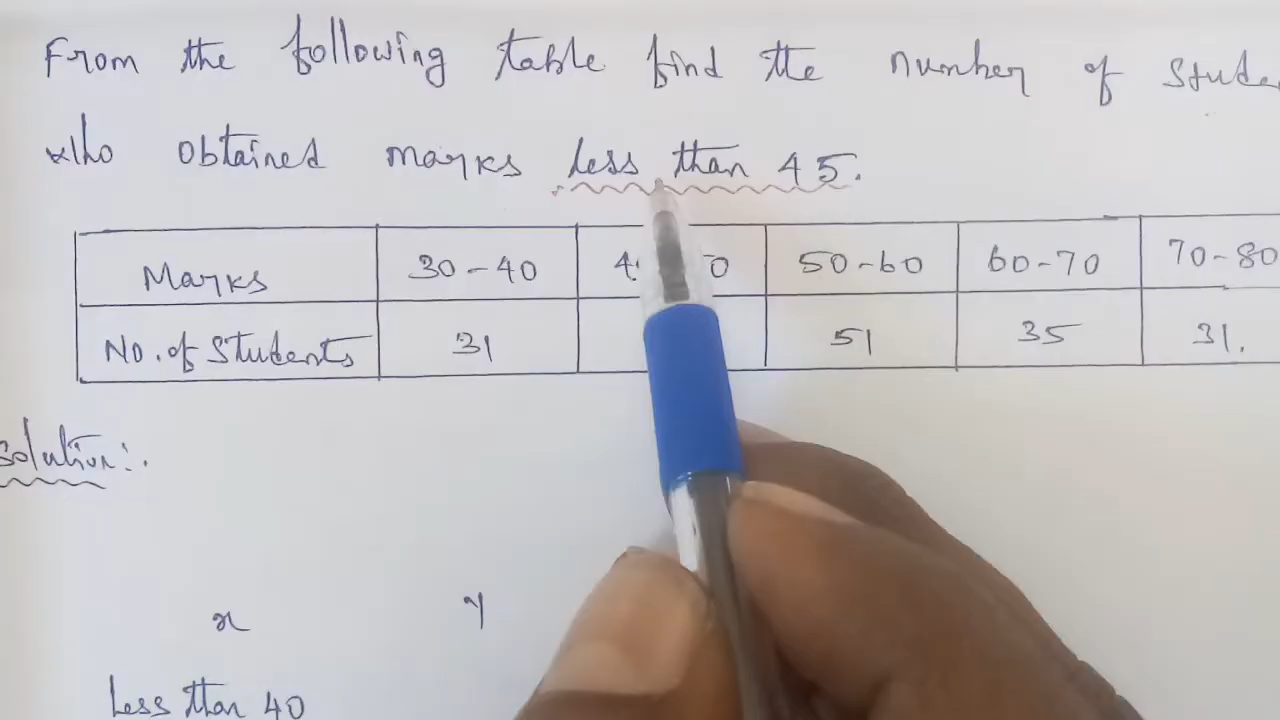 From the following table find the number of Stude
who obtained marks less than 45.
Marks 30-40 50-60 60-70 70-80
No. of Students 31 51 35 31.
Solution:.
x y
Less than 40